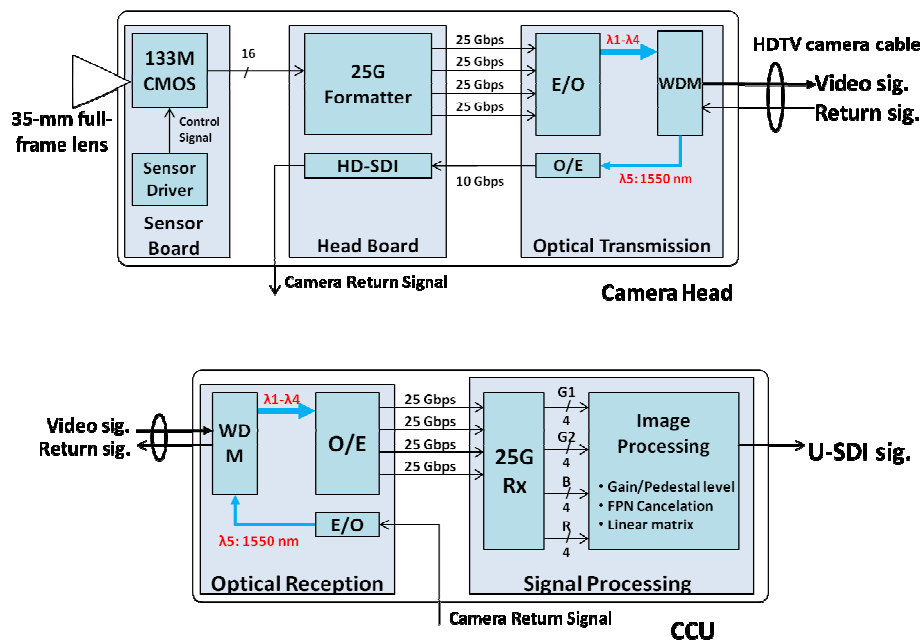 133M
CMOS
16
25G
Formatter
25 Gbps
25 Gbps
25 Gbps
25 Gbps
E/O
λ1-λ4
WDM
HDTV camera cable
Video sig.
Return sig.
35-mm full-
frame lens
Control
Signal
Sensor
Driver
HD-SDI
10 Gbps
O/E
λ5: 1550 nm
Sensor
Board
Head Board
Optical Transmission
Camera Return Signal
Camera Head
Video sig.
Return sig.
WD
M
λ1-λ4
O/E
25 Gbps
25 Gbps
25 Gbps
25 Gbps
25G
Rx
G1
4
G2
4
B
4
R
4
Image
Processing
• Gain/Pedestal level
• FPN Cancelation
• Linear matrix
U-SDI sig.
λ5: 1550 nm
E/O
Optical Reception
Signal Processing
Camera Return Signal
CCU